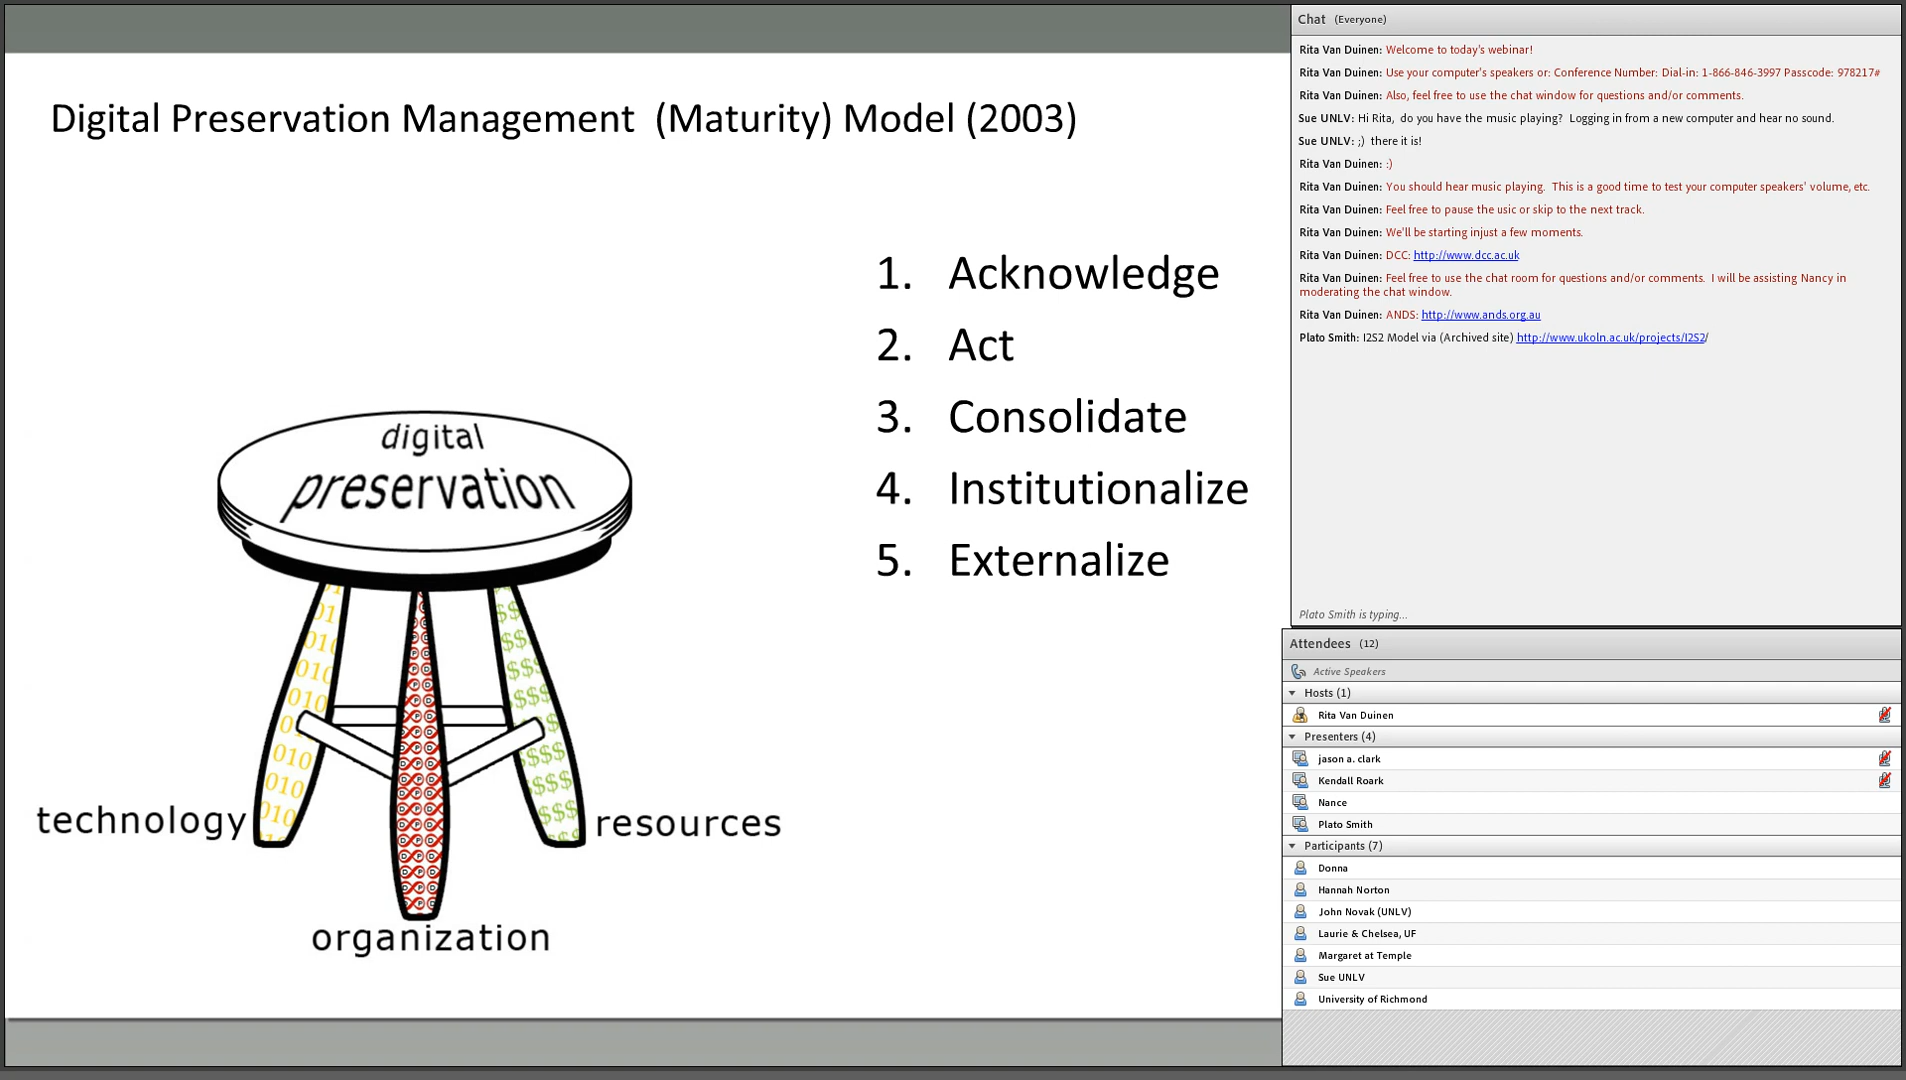 Digital Preservation Management  (Maturity) Model (2003)
1. Acknowledge
2. Act
3. Consolidate
4. Institutionalize
5. Externalize
digital
preservation
technology
resources
organization
Chat (Everyone)
Rita Van Duinen: Welcome to today's webinar!
Rita Van Duinen: Use your computer's speakers or: Conference Number: Dial-in: 1-866-846-3997 Passcode: 978217#
Rita Van Duinen: Also, feel free to use the chat window for questions and/or comments.
Sue UNLV: Hi Rita,  do you have the music playing?  Logging in from a new computer and hear no sound.
Sue UNLV: ;)  there it is!
Rita Van Duinen: :)
Rita Van Duinen: You should hear music playing.  This is a good time to test your computer speakers' volume, etc.
Rita Van Duinen: Feel free to pause the usic or skip to the next track.
Rita Van Duinen: We'll be starting injust a few moments.
Rita Van Duinen: DCC: http://www.dcc.ac.uk
Rita Van Duinen: Feel free to use the chat room for questions and/or comments.  I will be assisting Nancy in
moderating the chat window.
Rita Van Duinen: ANDS: http://www.ands.org.au
Plato Smith: I2S2 Model via (Archived site) http://www.ukoln.ac.uk/projects/I2S2/
Plato Smith is typing...
Attendees (12)
Active Speakers
Hosts (1)
Rita Van Duinen
Presenters (4)
jason a. clark
Kendall Roark
Nance
Plato Smith
Participants (7)
Donna
Hannah Norton
John Novak (UNLV)
Laurie & Chelsea, UF
Margaret at Temple
Sue UNLV
University of Richmond